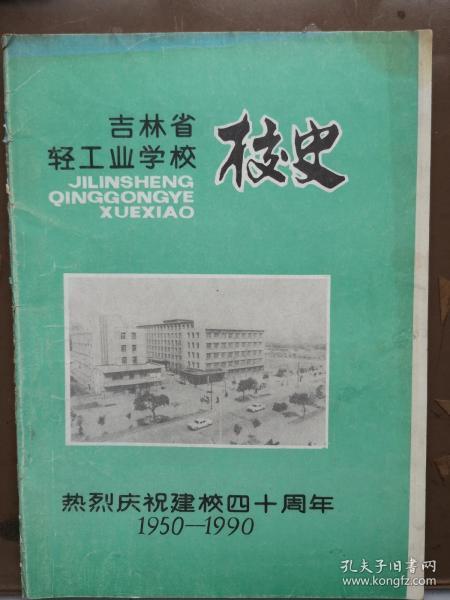 吉林省
轻工业学校
校史
JILINSHENG
QINGGONGYE
XUEXIAO
热烈庆祝建校四十周年
1950—1990
孔夫子旧书网
www.kongfz.com